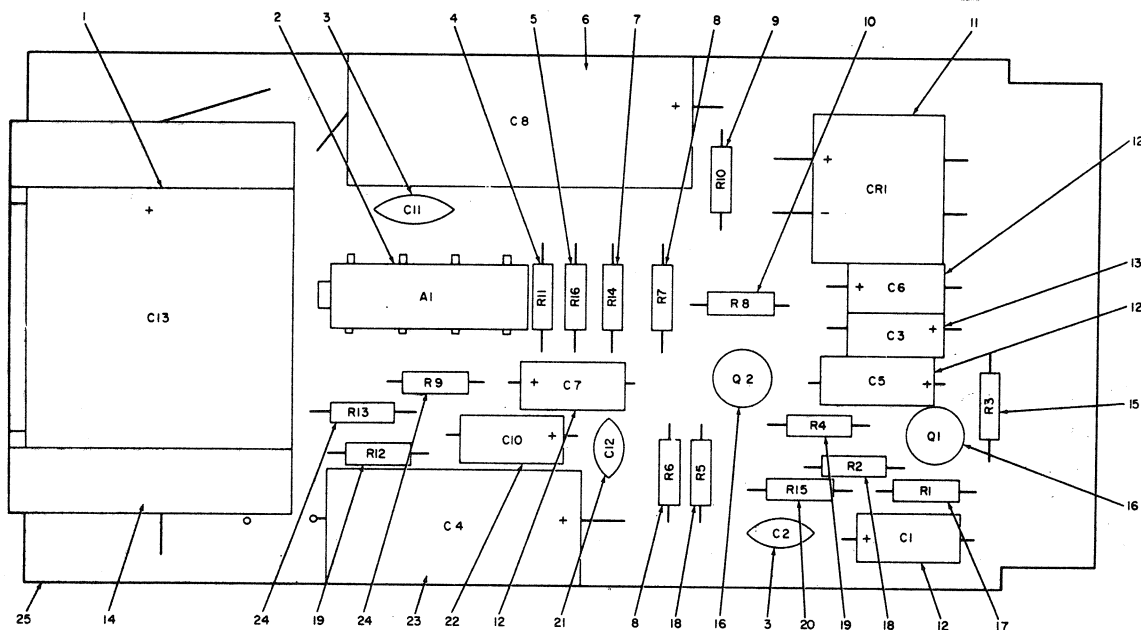 1 2 3 4 5 6 7 8 9 10 11
C8
+
R10
12
+
CR1
-
C11
+
13
A1
R11
R16
R14
R7
R8
+ C6
C13
C3 +
12
R9
+ C7
Q2
C5 +
R3
15
R13
R4
Q1
C10 +
C12
R12
R6
R5
R2
R15
R1
16
C4 +
C2
+ C1
25 14 24 19 24 23 22 12 21 8 18 16 3 20 19 18 12 17